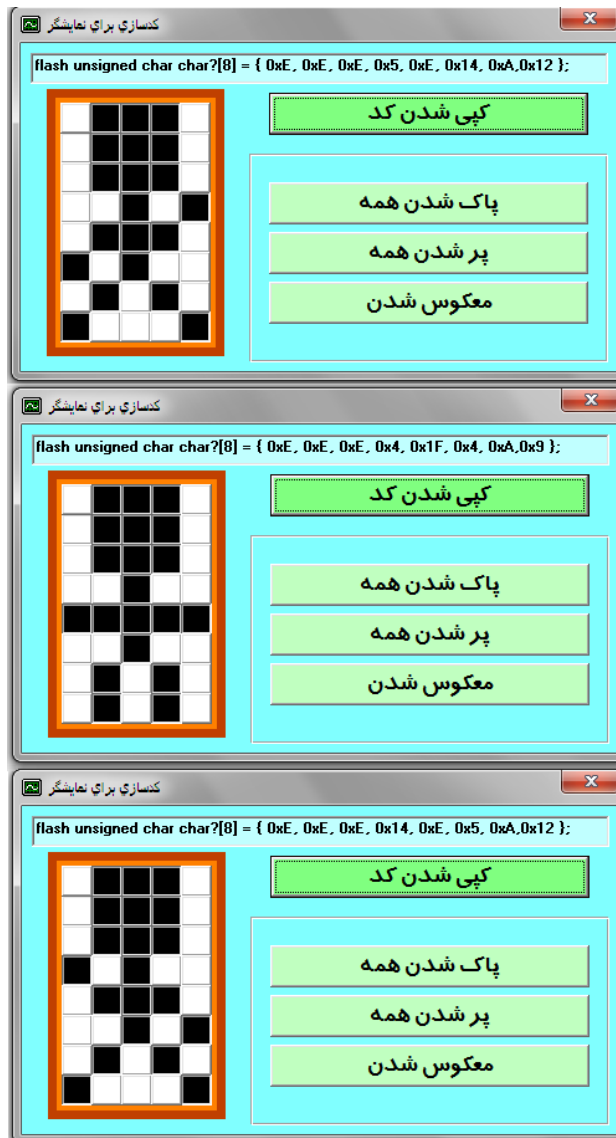 کدسازي براي نمايشگر
flash unsigned char char?[8] = { 0xE, 0xE, 0xE, 0x5, 0xE, 0x14, 0xA,0x12 };
کپی شدن کد
پاک شدن همه
پر شدن همه
معکوس شدن
کدسازي براي نمايشگر
flash unsigned char char?[8] = { 0xE, 0xE, 0xE, 0x4, 0x1F, 0x4, 0xA,0x9 };
کپی شدن کد
پاک شدن همه
پر شدن همه
معکوس شدن
کدسازي براي نمايشگر
flash unsigned char char?[8] = { 0xE, 0xE, 0xE, 0x14, 0xE, 0x5, 0xA,0x12 };
کپی شدن کد
پاک شدن همه
پر شدن همه
معکوس شدن